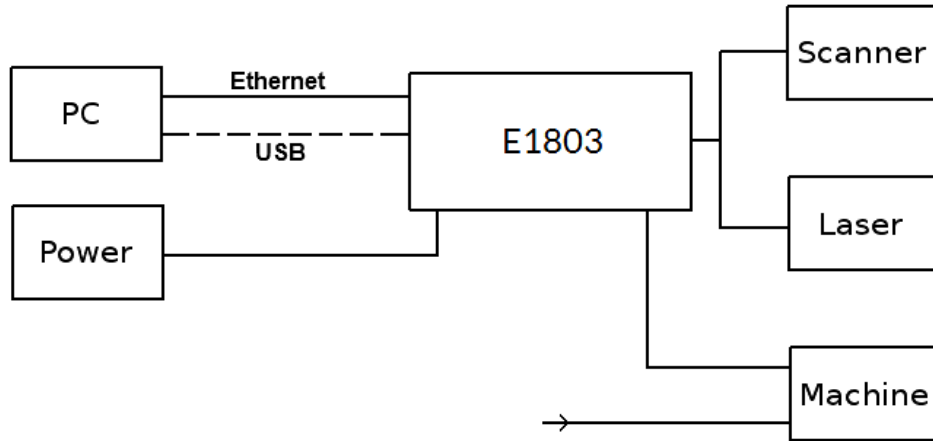 Scanner
Ethernet
PC
E1803
USB
Laser
Power
Machine